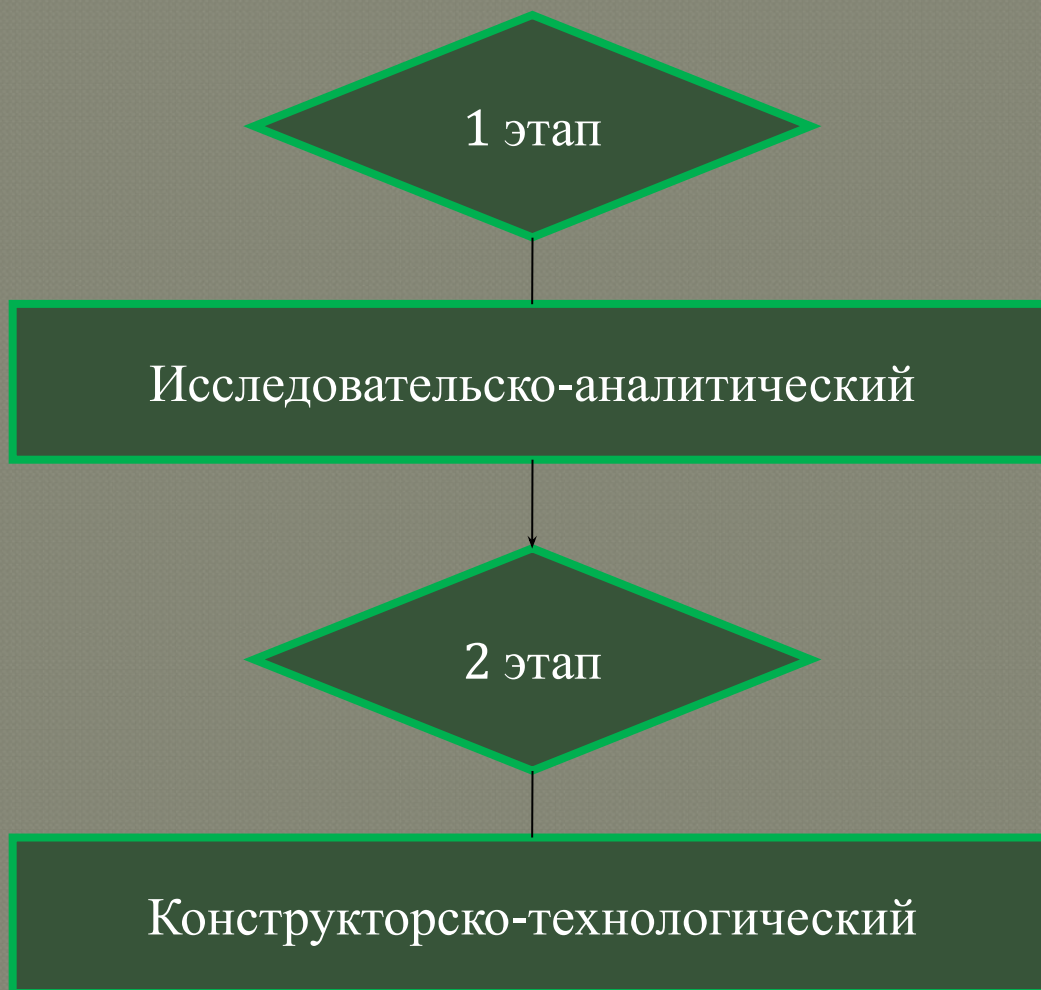 1 этап
Исследовательско-аналитический
2 этап
Конструкторско-технологический